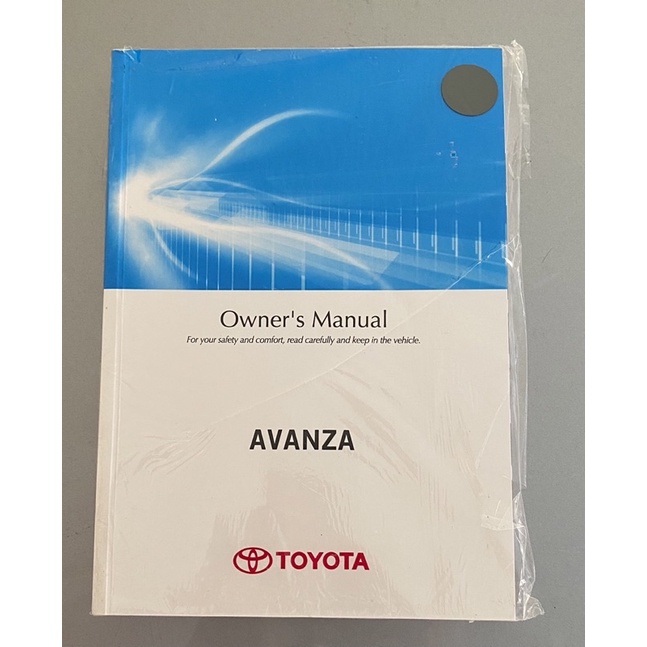 Owner's Manual
For your safety and comfort, read carefully and keep in the vehicle.
AVANZA
TOYOTA